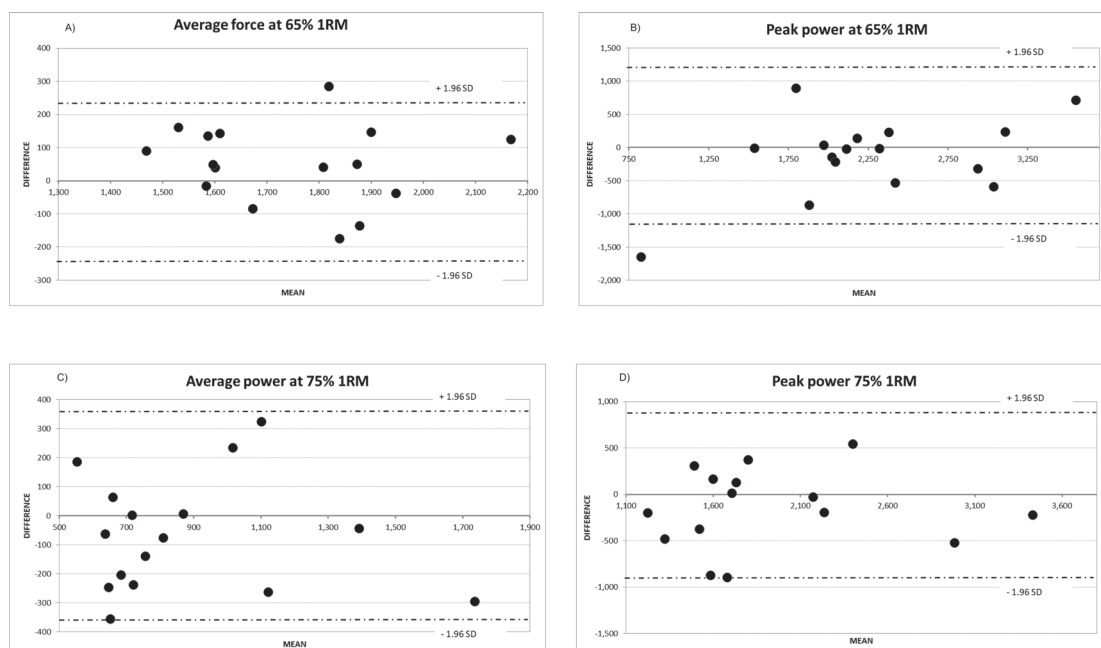 A)
Average force at 65% 1RM
400
300
+ 1.96 SD
200
100
0
1,300 1,400 1,500 1,600 1,700 1,800 1,900 2,000 2,100 2,200
-100
-200
-300
- 1.96 SD
DIFFERENCE
MEAN
B)
Peak power at 65% 1RM
1,500
+ 1.96 SD
1,000
500
0
750 1,250 1,750 2,250 2,750 3,250
-500
-1,000
-1,500
- 1.96 SD
-2,000
DIFFERENCE
MEAN
C)
Average power at 75% 1RM
400
+ 1.96 SD
300
200
100
0
500 700 900 1,100 1,300 1,500 1,700 1,900
-100
-200
-300
-400
- 1.96 SD
DIFFERENCE
MEAN
D)
Peak power 75% 1RM
1,000
+ 1.96 SD
500
0
1,100 1,600 2,100 2,600 3,100 3,600
-500
-1,000
- 1.96 SD
-1,500
DIFFERENCE
MEAN